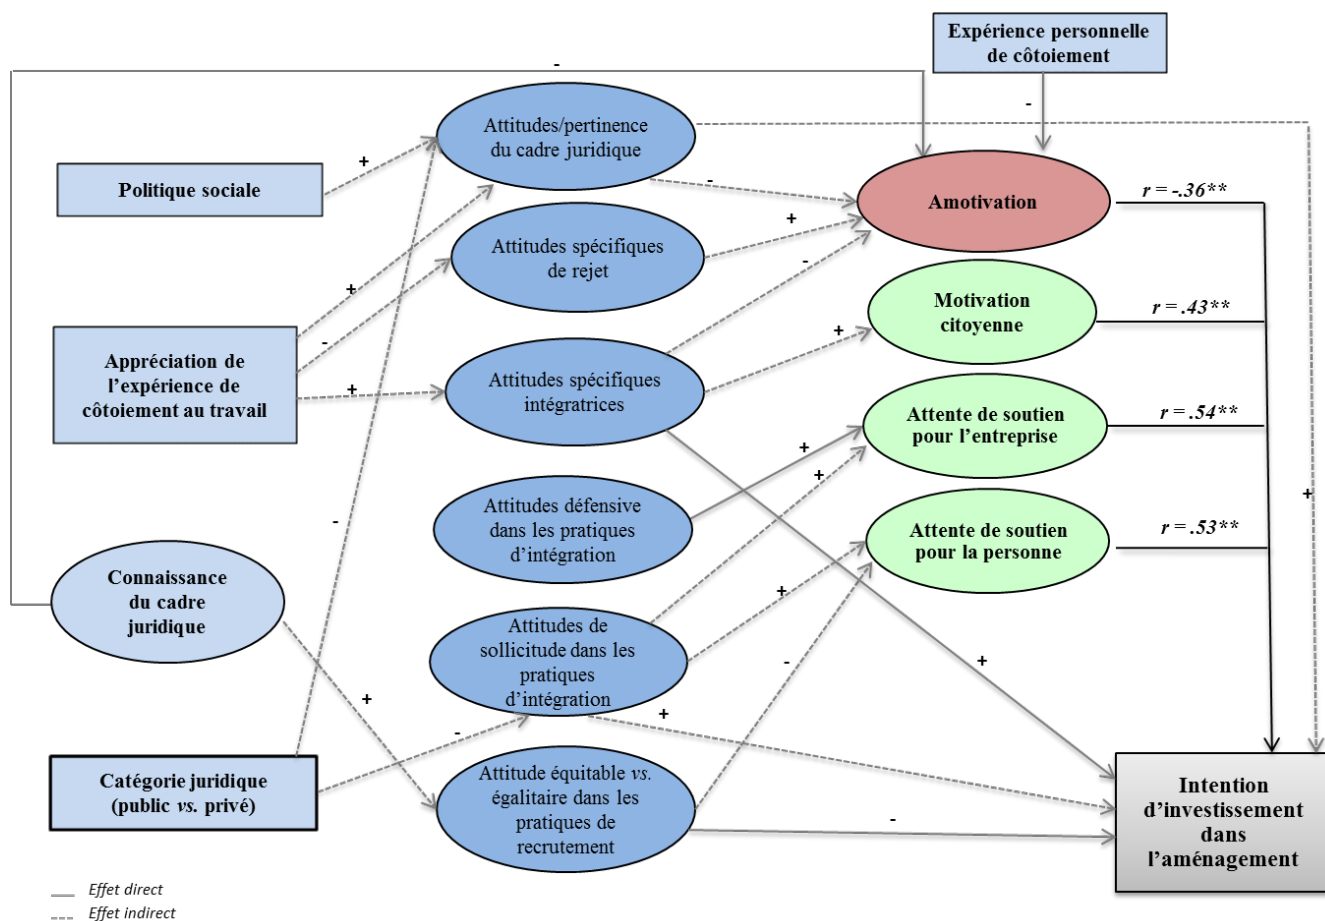 Expérience personnelle
de côtoiement
-
-
Attitudes/pertinence
du cadre juridique
+
Politique sociale
-
Amotivation
r = -.36**
+
Attitudes spécifiques
de rejet
-
+
Motivation
citoyenne
r = .43**
+
-
Appréciation de
l’expérience de
côtoiement au travail
+
Attitudes spécifiques
intégratrices
Attente de soutien
pour l’entreprise
r = .54**
+
+
+
-
Attitudes défensive
dans les pratiques
d’intégration
Attente de soutien
pour la personne
r = .53**
Connaissance
du cadre
juridique
+
Attitudes de
sollicitude dans les
pratiques
d’intégration
-
+
+
+
-
Catégorie juridique
(public vs. privé)
Attitude équitable vs.
égalitaire dans les
pratiques de
recrutement
-
Intention
d’investissement
dans
l’aménagement
Effet direct
Effet indirect